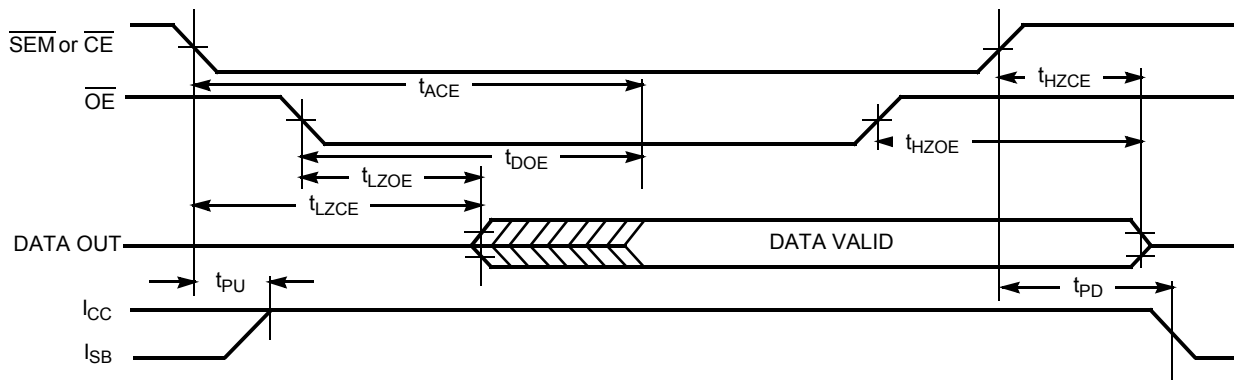 SEM or CE
tACE
tHZCE
OE
tHZOE
tDOE
tLZOE
tLZCE
DATA OUT
DATA VALID
tPU
tPD
ICC
ISB